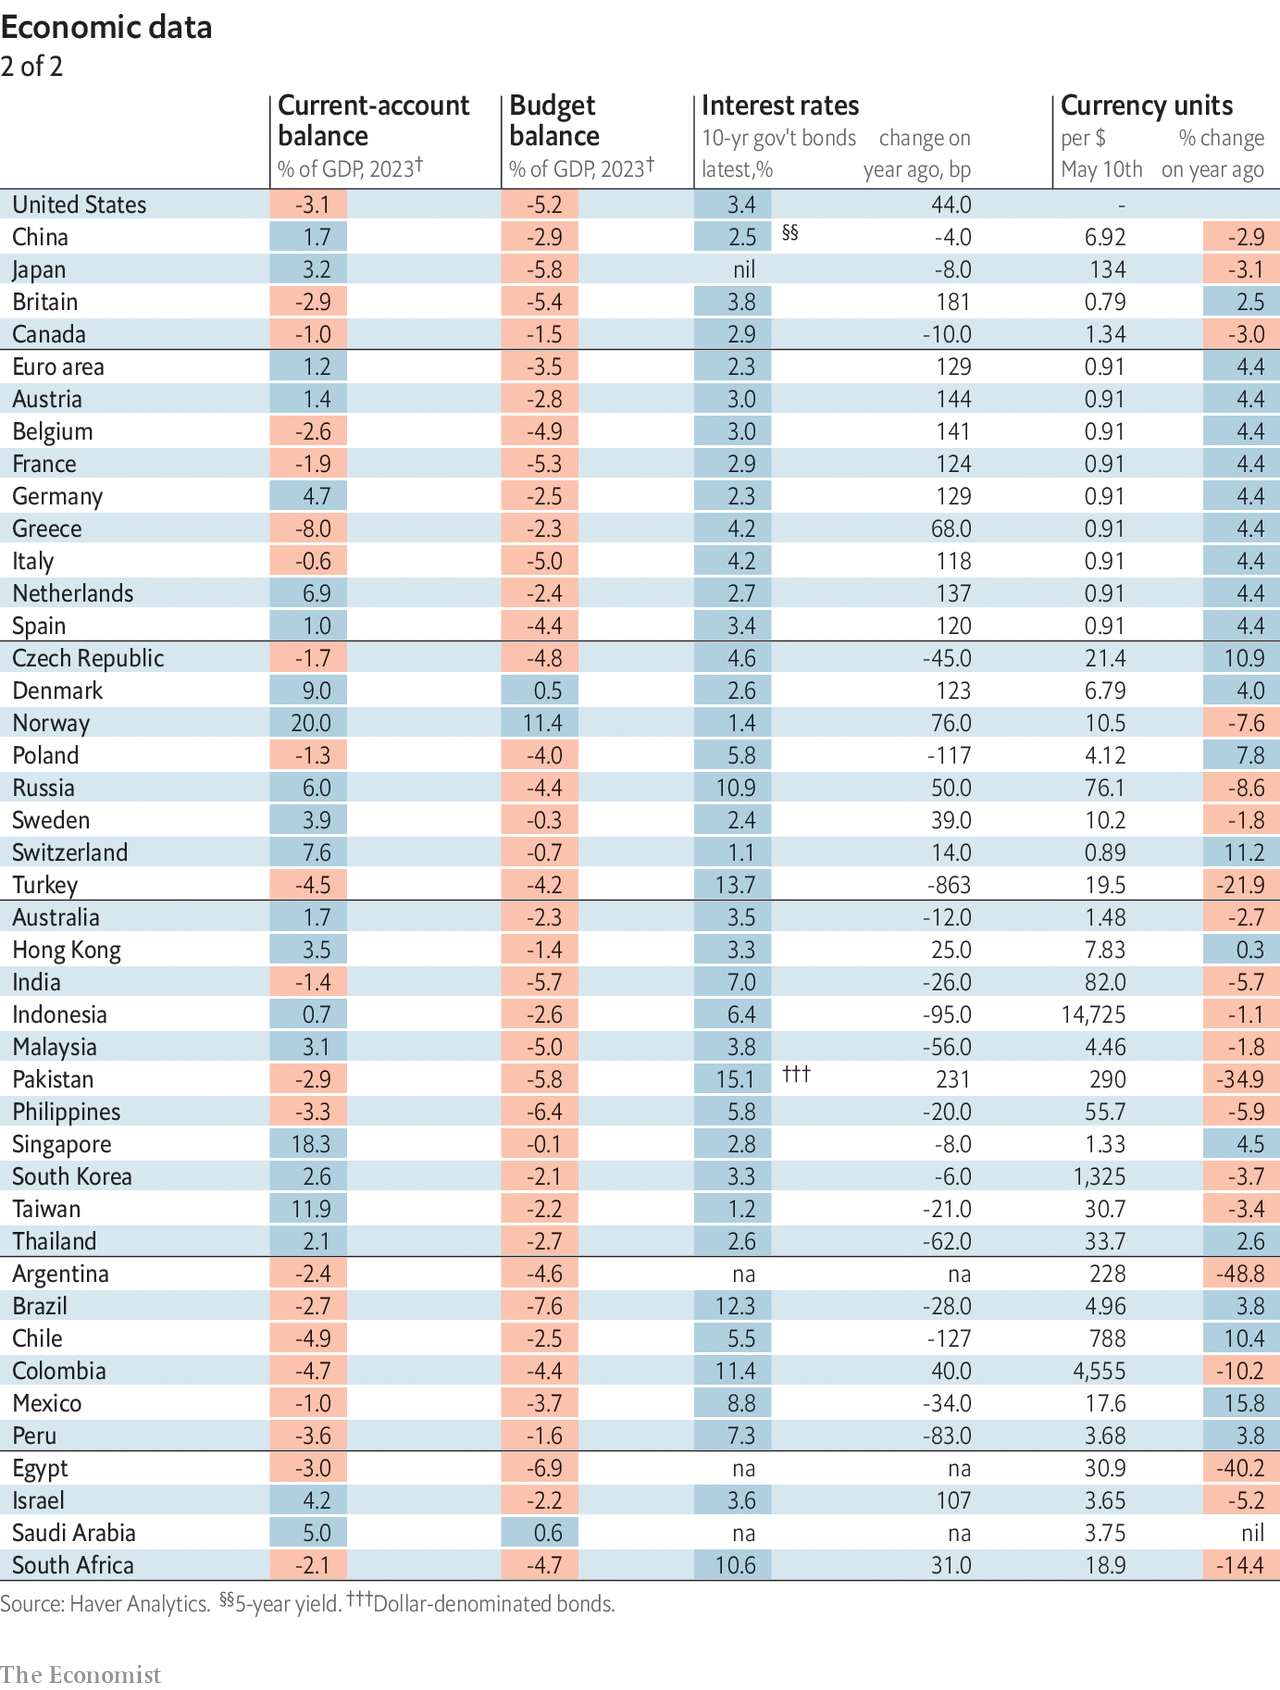 Economic data
2 of 2
Current-account balance % of GDP, 2023† Budget balance % of GDP, 2023† Interest rates 10-yr gov't bonds latest,% change on year ago, bp Currency units per $ May 10th % change on year ago
United States -3.1 -5.2 3.4 44.0 -
China 1.7 -2.9 2.5 §§ -4.0 6.92 -2.9
Japan 3.2 -5.8 nil -8.0 134 -3.1
Britain -2.9 -5.4 3.8 181 0.79 2.5
Canada -1.0 -1.5 2.9 -10.0 1.34 -3.0
Euro area 1.2 -3.5 2.3 129 0.91 4.4
Austria 1.4 -2.8 3.0 144 0.91 4.4
Belgium -2.6 -4.9 3.0 141 0.91 4.4
France -1.9 -5.3 2.9 124 0.91 4.4
Germany 4.7 -2.5 2.3 129 0.91 4.4
Greece -8.0 -2.3 4.2 68.0 0.91 4.4
Italy -0.6 -5.0 4.2 118 0.91 4.4
Netherlands 6.9 -2.4 2.7 137 0.91 4.4
Spain 1.0 -4.4 3.4 120 0.91 4.4
Czech Republic -1.7 -4.8 4.6 -45.0 21.4 10.9
Denmark 9.0 0.5 2.6 123 6.79 4.0
Norway 20.0 11.4 1.4 76.0 10.5 -7.6
Poland -1.3 -4.0 5.8 -117 4.12 7.8
Russia 6.0 -4.4 10.9 50.0 76.1 -8.6
Sweden 3.9 -0.3 2.4 39.0 10.2 -1.8
Switzerland 7.6 -0.7 1.1 14.0 0.89 11.2
Turkey -4.5 -4.2 13.7 -863 19.5 -21.9
Australia 1.7 -2.3 3.5 -12.0 1.48 -2.7
Hong Kong 3.5 -1.4 3.3 25.0 7.83 0.3
India -1.4 -5.7 7.0 -26.0 82.0 -5.7
Indonesia 0.7 -2.6 6.4 -95.0 14,725 -1.1
Malaysia 3.1 -5.0 3.8 -56.0 4.46 -1.8
Pakistan -2.9 -5.8 15.1 ††† 231 290 -34.9
Philippines -3.3 -6.4 5.8 -20.0 55.7 -5.9
Singapore 18.3 -0.1 2.8 -8.0 1.33 4.5
South Korea 2.6 -2.1 3.3 -6.0 1,325 -3.7
Taiwan 11.9 -2.2 1.2 -21.0 30.7 -3.4
Thailand 2.1 -2.7 2.6 -62.0 33.7 2.6
Argentina -2.4 -4.6 na na 228 -48.8
Brazil -2.7 -7.6 12.3 -28.0 4.96 3.8
Chile -4.9 -2.5 5.5 -127 788 10.4
Colombia -4.7 -4.4 11.4 40.0 4,555 -10.2
Mexico -1.0 -3.7 8.8 -34.0 17.6 15.8
Peru -3.6 -1.6 7.3 -83.0 3.68 3.8
Egypt -3.0 -6.9 na na 30.9 -40.2
Israel 4.2 -2.2 3.6 107 3.65 -5.2
Saudi Arabia 5.0 0.6 na na 3.75 nil
South Africa -2.1 -4.7 10.6 31.0 18.9 -14.4
Source: Haver Analytics. §§5-year yield. †††Dollar-denominated bonds.
The Economist